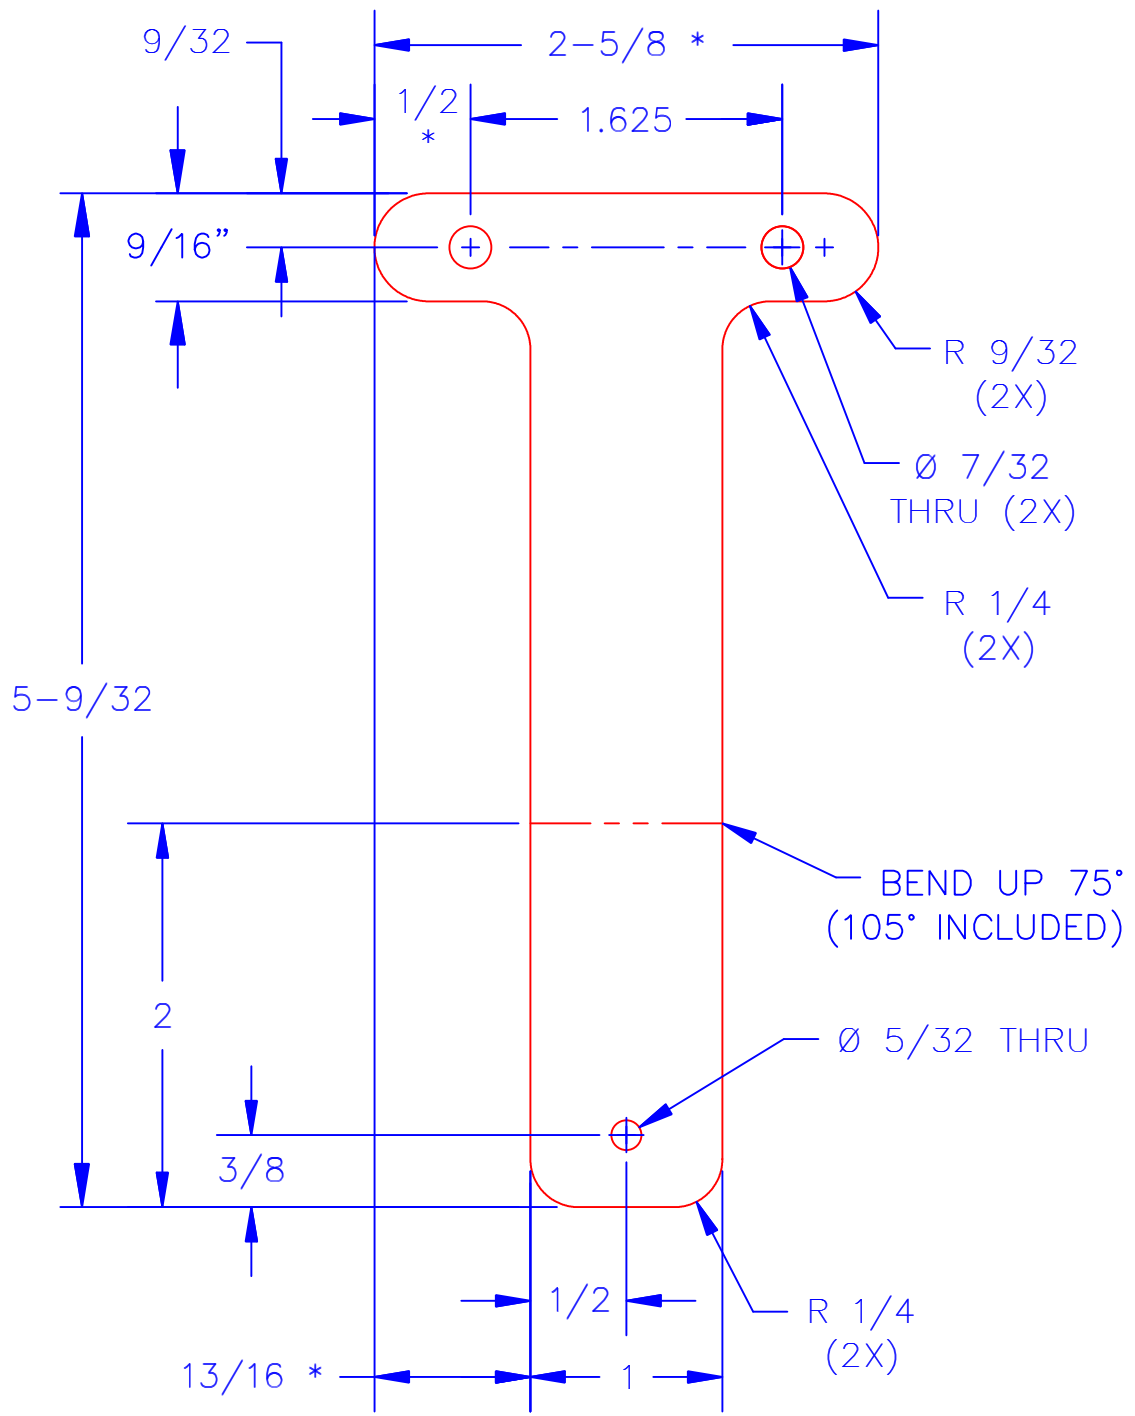 9/32
2-5/8 *
1/2
*
1.625
9/16”
R 9/32
(2X)
Ø 7/32
THRU (2X)
R 1/4
(2X)
5-9/32
BEND UP 75°
(105° INCLUDED)
2
Ø 5/32 THRU
3/8
1/2
R 1/4
(2X)
13/16 *
1